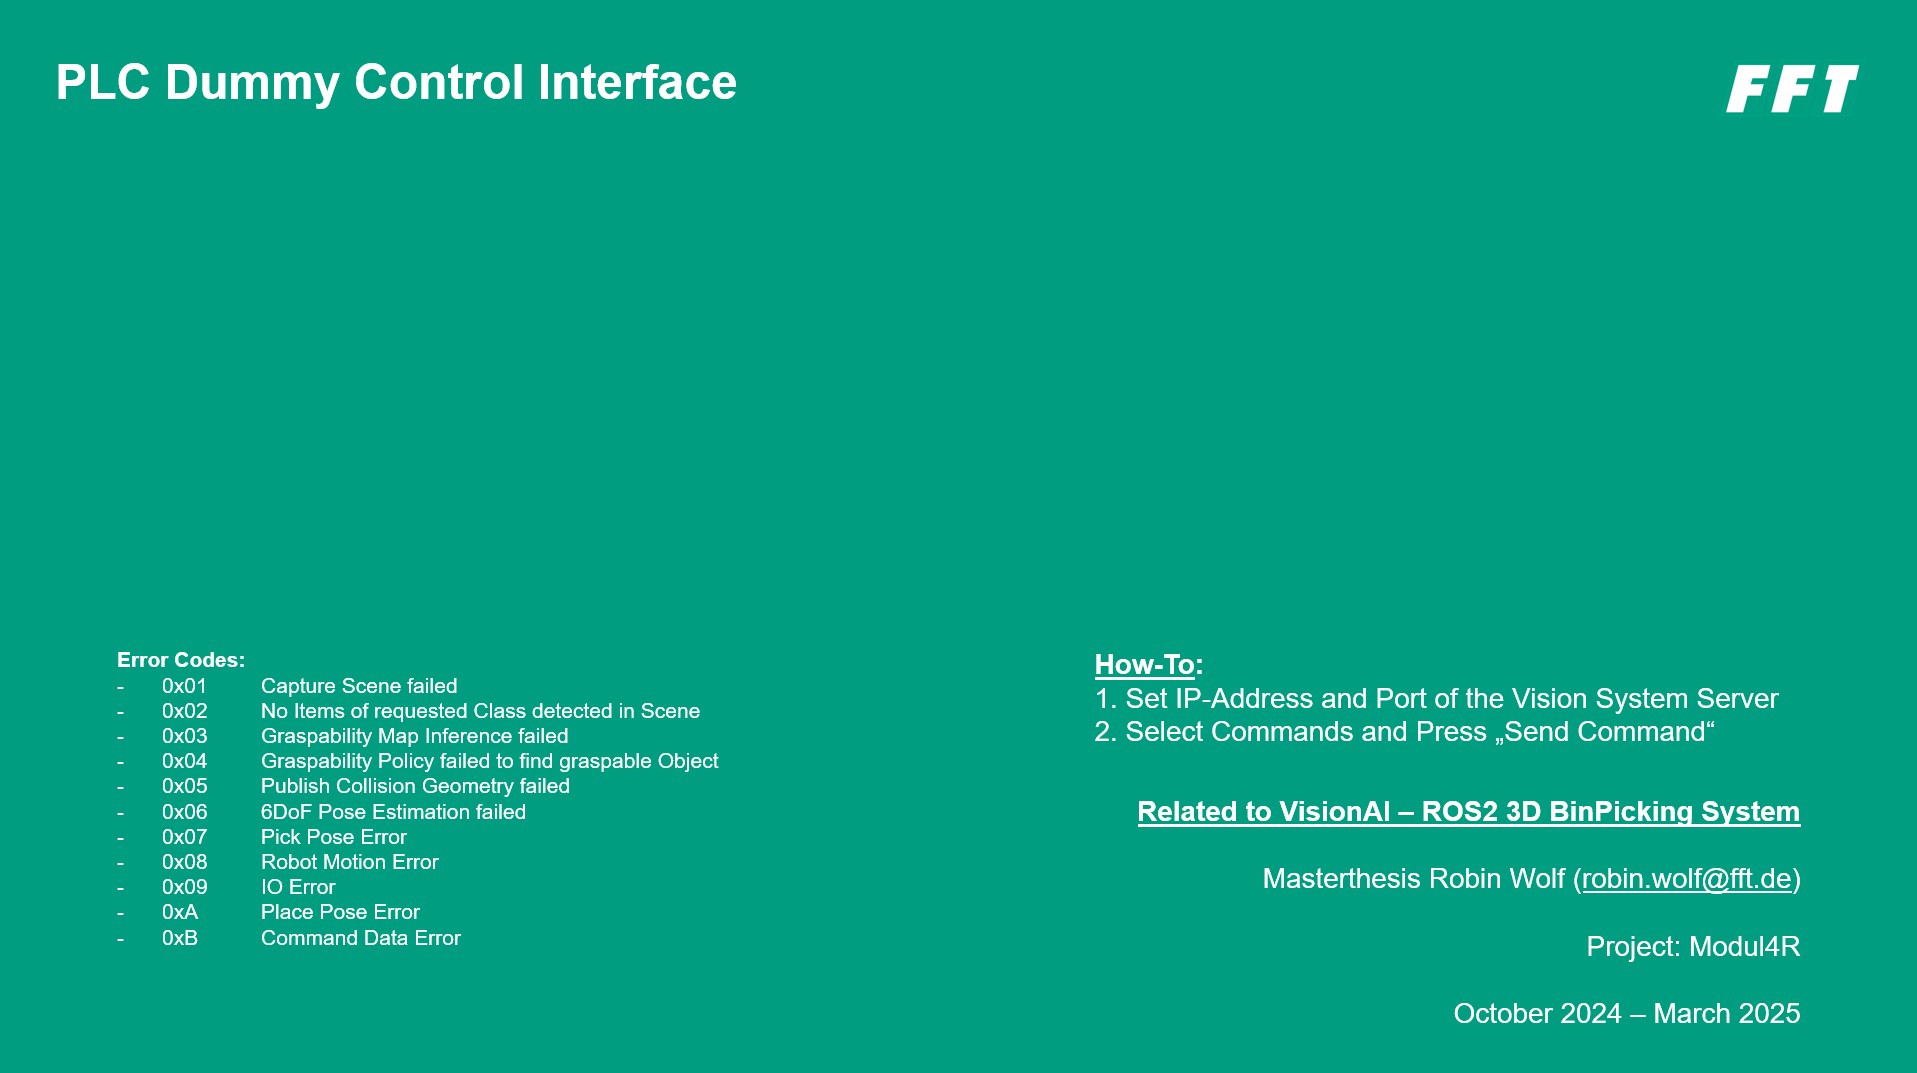 PLC Dummy Control Interface
FFT
Error Codes:
- 0x01 Capture Scene failed
- 0x02 No Items of requested Class detected in Scene
- 0x03 Graspability Map Inference failed
- 0x04 Graspability Policy failed to find graspable Object
- 0x05 Publish Collision Geometry failed
- 0x06 6DoF Pose Estimation failed
- 0x07 Pick Pose Error
- 0x08 Robot Motion Error
- 0x09 IO Error
- 0xA Place Pose Error
- 0xB Command Data Error
How-To:
1. Set IP-Address and Port of the Vision System Server
2. Select Commands and Press „Send Command“
Related to VisionAI – ROS2 3D BinPicking System
Masterthesis Robin Wolf (robin.wolf@fft.de)
Project: Modul4R
October 2024 – March 2025